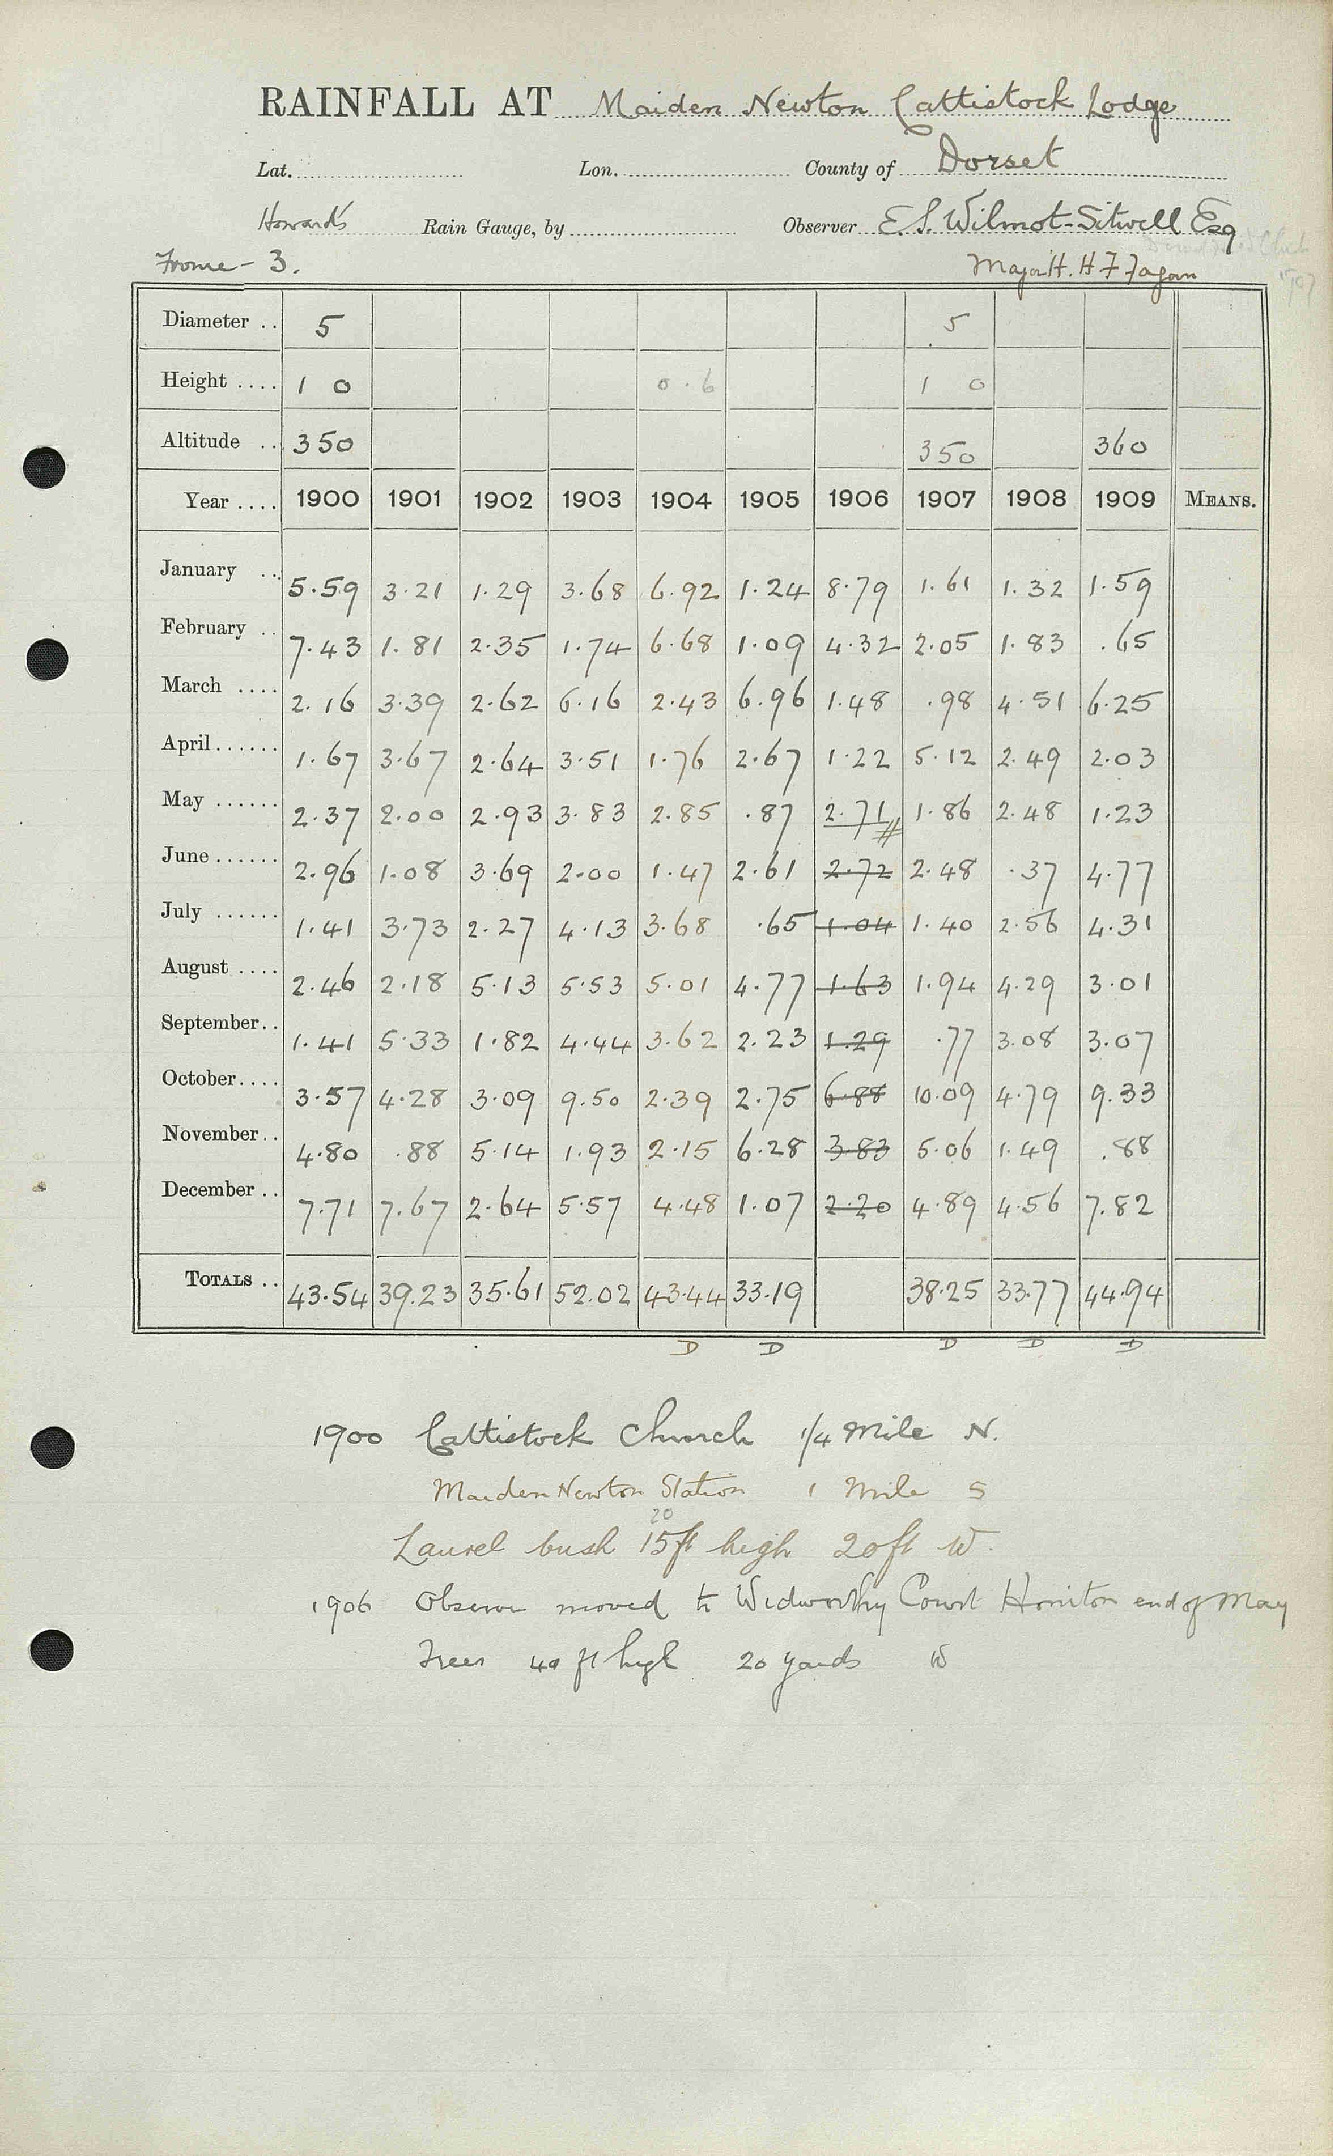 RAINFALL AT Maiden Newton Cattistock Lodge
Lat. Lon. County of Dorset
Howard's Rain Gauge, by Observer E.S. Wilmot-Sitwell Esq
Frome - 3. Major H. H F Fagan
Diameter .. 5 5
Height .... 1 0 0.6 1 0
Altitude .. 350 350 360
Year .... 1900 1901 1902 1903 1904 1905 1906 1907 1908 1909 MEANS.
January .. 5.59 3.21 1.29 3.68 6.92 1.24 8.79 1.61 1.32 1.59
February .. 7.43 1.81 2.35 1.74 6.68 1.09 4.32 2.05 1.83 .65
March .... 2.16 3.39 2.62 6.16 2.43 6.96 1.48 .98 4.51 6.25
April...... 1.67 3.67 2.64 3.51 1.76 2.67 1.22 5.12 2.49 2.03
May ...... 2.37 2.00 2.93 3.83 2.85 .87 2.71 1.86 2.48 1.23
June...... 2.96 1.08 3.69 2.00 1.47 2.61 2.72 2.48 .37 4.77
July ...... 1.41 3.73 2.27 4.13 3.68 .65 1.04 1.40 2.56 4.31
August .... 2.46 2.18 5.13 5.53 5.01 4.77 1.63 1.94 4.29 3.01
September.. 1.41 5.33 1.82 4.44 3.62 2.23 1.29 .77 3.08 3.07
October.... 3.57 4.28 3.09 9.50 2.39 2.75 6.88 10.09 4.79 9.33
November.. 4.80 .88 5.14 1.93 2.15 6.28 3.83 5.06 1.49 .88
December .. 7.71 7.67 2.64 5.57 4.48 1.07 2.20 4.89 4.56 7.82
TOTALS .. 43.54 39.23 35.61 52.02 43.44 33.19 38.25 33.77 44.94
D D D D D
1900 Cattistock Church 1/4 Mile N.
Maiden Newton Station 1 Mile S
20
Laurel bush 15ft high 20ft W.
1906 Observer moved to Widworthy Court Honiton end of May
Trees 40 ft high 20 yards W